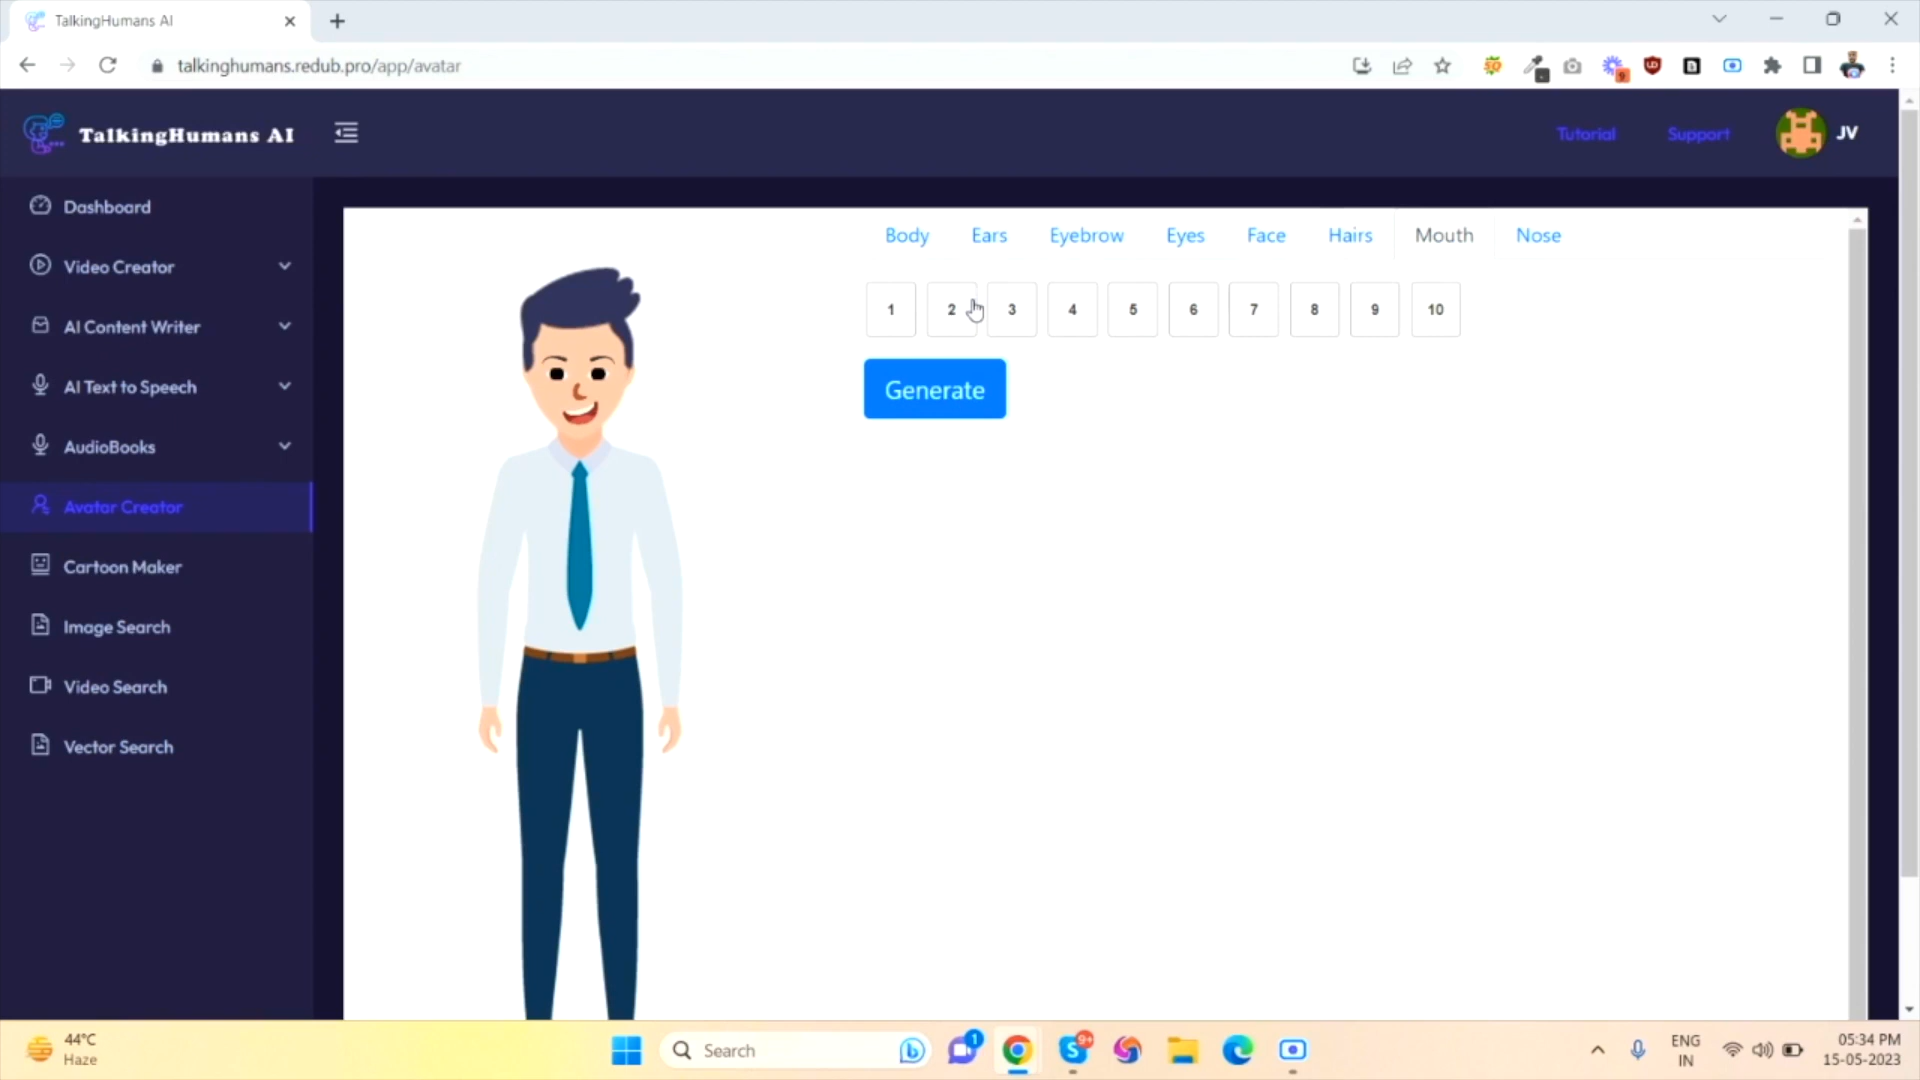 TalkingHumans AI
talkinghumans.redub.pro/app/avatar
9
TalkingHumans AI
Tutorial
Support
JV
Dashboard
Video Creator
AI Content Writer
AI Text to Speech
AudioBooks
Avatar Creator
Cartoon Maker
Image Search
Video Search
Vector Search
Body Ears Eyebrow Eyes Face Hairs Mouth Nose
1 2 3 4 5 6 7 8 9 10
Generate
44°C
Haze
Search
1
9+
ENG
IN
05:34 PM
15-05-2023